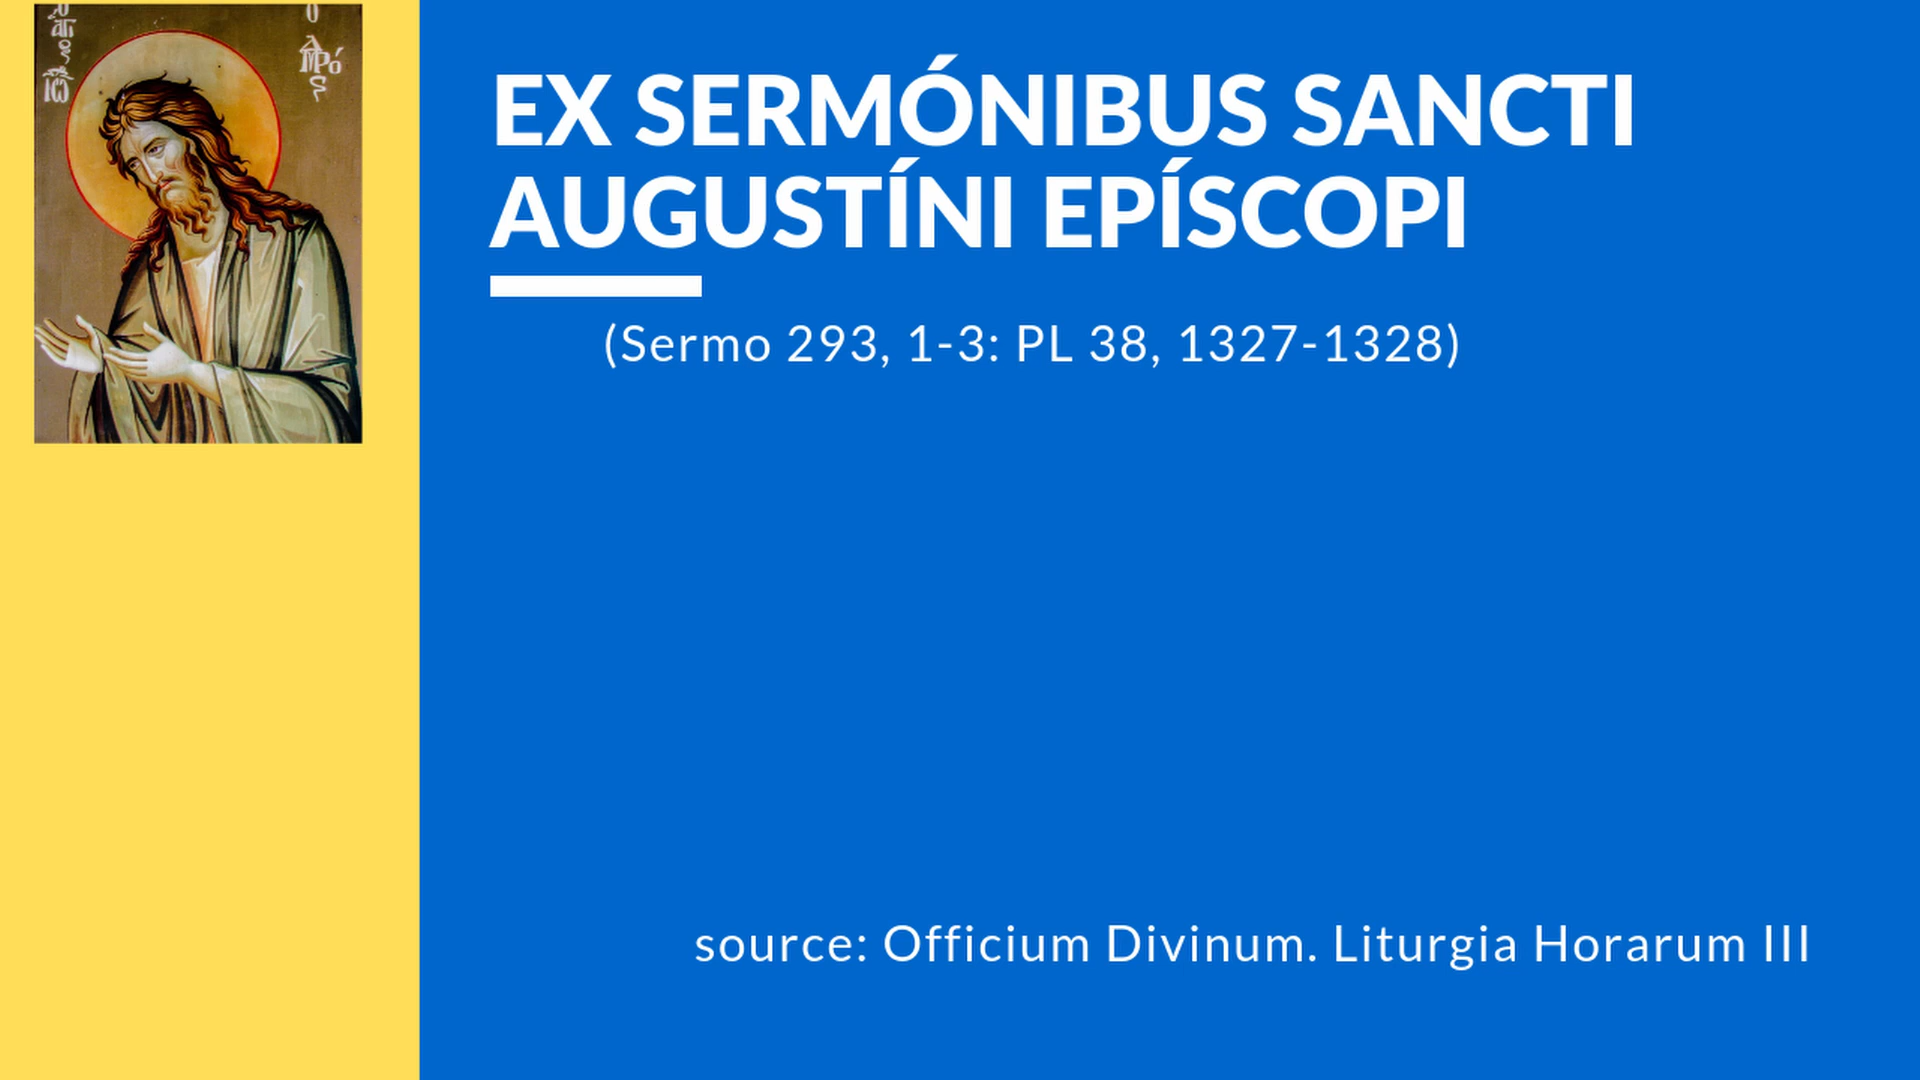 EX SERMÓNIBUS SANCTI
AUGUSTÍNI EPÍSCOPI
(Sermo 293, 1-3: PL 38, 1327-1328)
source: Officium Divinum. Liturgia Horarum III